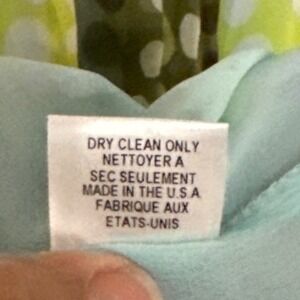 DRY CLEAN ONLY
NETTOYER A
SEC SEULEMENT
MADE IN THE U.S.A
FABRIQUE AUX
ETATS-UNIS